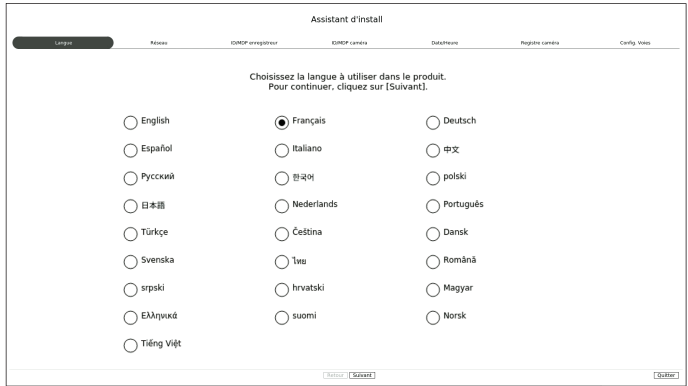 Assistant d'install
Langue Réseau ID/MDP enregistreur ID/MDP caméra Date/Heure Registre caméra Config. Voies
Choisissez la langue à utiliser dans le produit.
Pour continuer, cliquez sur [Suivant].
English Français Deutsch
Español Italiano 中文
Русский 한국어 polski
日本語 Nederlands Português
Türkçe Čeština Dansk
Svenska ไทย Română
srpski hrvatski Magyar
Ελληνικά suomi Norsk
Tiếng Việt
Retour Suivant Quitter